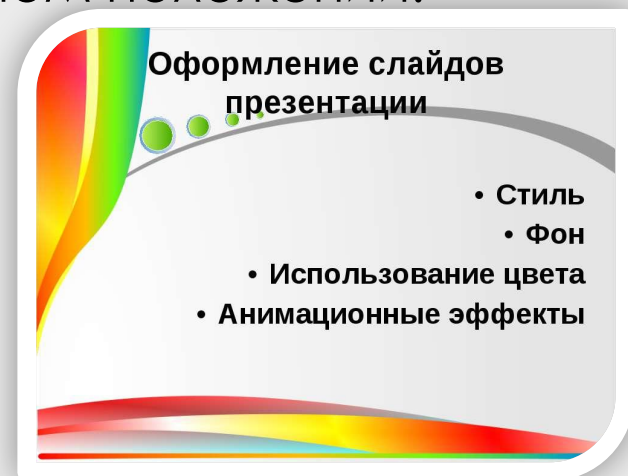 Оформление слайдов
презентации
• Стиль
• Фон
• Использование цвета
• Анимационные эффекты